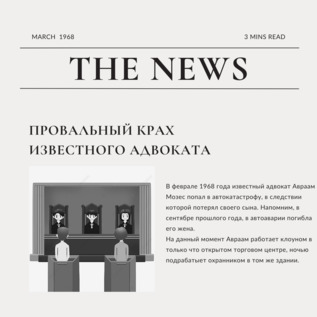 MARCH 1968
3 MINS READ
THE NEWS
ПРОВАЛЬНЫЙ КРАХ
ИЗВЕСТНОГО АДВОКАТА
В феврале 1968 года известный адвокат Авраам
Мозес попал в автокатастрофу, в следствии
которой потерял своего сына. Напомним, в
сентябре прошлого года, в автоаварии погибла
его жена.
На данный момент Авраам работает клоуном в
только что открытом торговом центре, ночью
подрабатывает охранником в том же здании.